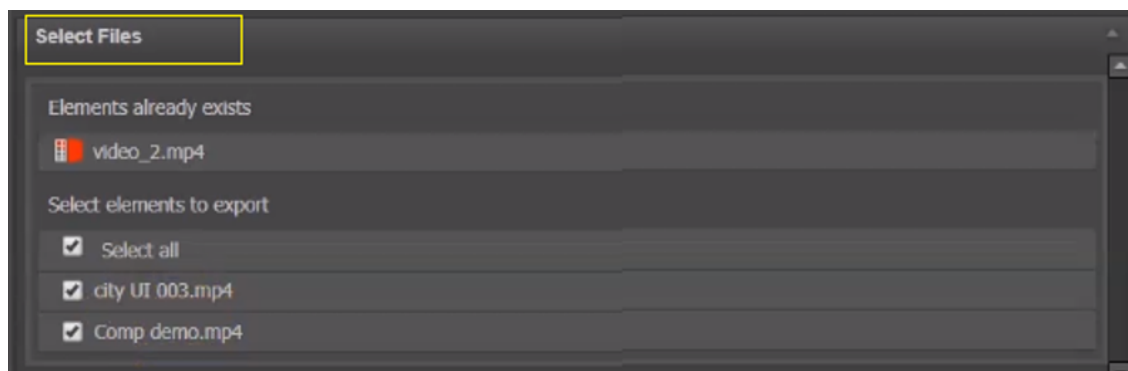 Select Files
Elements already exists
video_2.mp4
Select elements to export
Select all
city UI 003.mp4
Comp demo.mp4